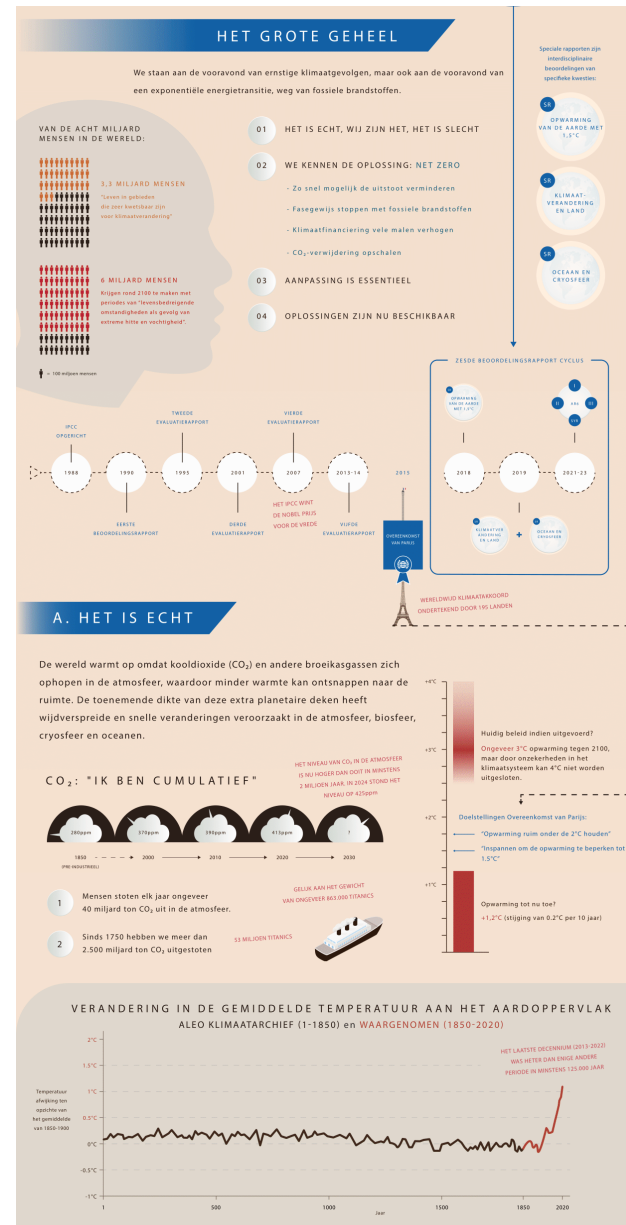 HET GROTE GEHEEL
We staan aan de vooravond van ernstige klimaatgevolgen, maar ook aan de vooravond van
een exponentiële energietransitie, weg van fossiele brandstoffen.
Speciale rapporten zijn
interdisciplinaire
beoordelingen van
specifieke kwesties:
SR
OPWARMING
VAN DE AARDE MET
1,5°C
SR
KLIMAAT-
VERANDERING
EN LAND
SR
OCEAAN EN
CRYOSFEER
VAN DE ACHT MILJARD
MENSEN IN DE WERELD:
3,3 MILJARD MENSEN
"Leven in gebieden
die zeer kwetsbaar zijn
voor klimaatverandering"
6 MILJARD MENSEN
Krijgen rond 2100 te maken met
periodes van "levensbedreigende
omstandigheden als gevolg van
extreme hitte en vochtigheid".
= 100 miljoen mensen
01 HET IS ECHT, WIJ ZIJN HET, HET IS SLECHT
02 WE KENNEN DE OPLOSSING: NET ZERO
- Zo snel mogelijk de uitstoot verminderen
- Fasegewijs stoppen met fossiele brandstoffen
- Klimaatfinanciering vele malen verhogen
- CO₂-verwijdering opschalen
03 AANPASSING IS ESSENTIEEL
04 OPLOSSINGEN ZIJN NU BESCHIKBAAR
IPCC
OPGERICHT
1988
1990
EERSTE
BEOORDELINGSRAPPORT
TWEEDE
EVALUATIERAPPORT
1995
2001
DERDE
EVALUATIERAPPORT
VIERDE
EVALUATIERAPPORT
2007
HET IPCC WINT
DE NOBEL PRIJS
VOOR DE VREDE
2013-14
VIJFDE
EVALUATIERAPPORT
2015
OVEREENKOMST
VAN PARIJS
WERELDWIJD KLIMAATAKKOORD
ONDERTEKEND DOOR 195 LANDEN
ZESDE BEOORDELINGSRAPPORT CYCLUS
OPWARMING
VAN DE AARDE
MET 1,5°C
2018
2019
2021-23
I
II
III
KLIMAATVER
ANDERING
EN LAND
+
OCEAAN EN
CRYOSFEER
A. HET IS ECHT
De wereld warmt op omdat kooldioxide (CO₂) en andere broeikasgassen zich
ophopen in de atmosfeer, waardoor minder warmte kan ontsnappen naar de
ruimte. De toenemende dikte van deze extra planetaire deken heeft
wijdverspreide en snelle veranderingen veroorzaakt in de atmosfeer, biosfeer,
cryosfeer en oceanen.
CO₂: "IK BEN CUMULATIEF"
HET NIVEAU VAN CO₂ IN DE ATMOSFEER
IS NU HOGER DAN OOIT IN MINSTENS
2 MILJOEN JAAR, IN 2024 STOND HET
NIVEAU OP 425ppm
280ppm 370ppm 390ppm 415ppm ?
1850 2000 2010 2020 2030
(PRE-INDUSTRIEEL)
1 Mensen stoten elk jaar ongeveer
40 miljard ton CO₂ uit in de atmosfeer.
GELIJK AAN HET GEWICHT
VAN ONGEVEER 863.000 TITANICS
2 Sinds 1750 hebben we meer dan
2.500 miljard ton CO₂ uitgestoten
53 MILJOEN TITANICS
+4°C
+3°C
+2°C
+1°C
Huidig beleid indien uitgevoerd?
Ongeveer 3°C opwarming tegen 2100,
maar door onzekerheden in het
klimaatsysteem kan 4°C niet worden
uitgesloten.
Doelstellingen Overeenkomst van Parijs:
"Opwarming ruim onder de 2°C houden"
"Inspannen om de opwarming te beperken tot
1.5°C"
Opwarming tot nu toe?
+1,2°C (stijging van 0.2°C per 10 jaar)
VERANDERING IN DE GEMIDDELDE TEMPERATUUR AAN HET AARDOPPERVLAK
ALEO KLIMAATARCHIEF (1-1850) en WAARGENOMEN (1850-2020)
HET LAATSTE DECENNIUM (2013-2022)
WAS HETER DAN ENIGE ANDERE
PERIODE IN MINSTENS 125.000 JAAR
Temperatuur
afwijking ten
opzichte van
het gemiddelde
van 1850-1900
2°C
1.5°C
1°C
0.5°C
0°C
-0.5°C
-1°C
1 500 1000 1500 1850 2020
Jaar